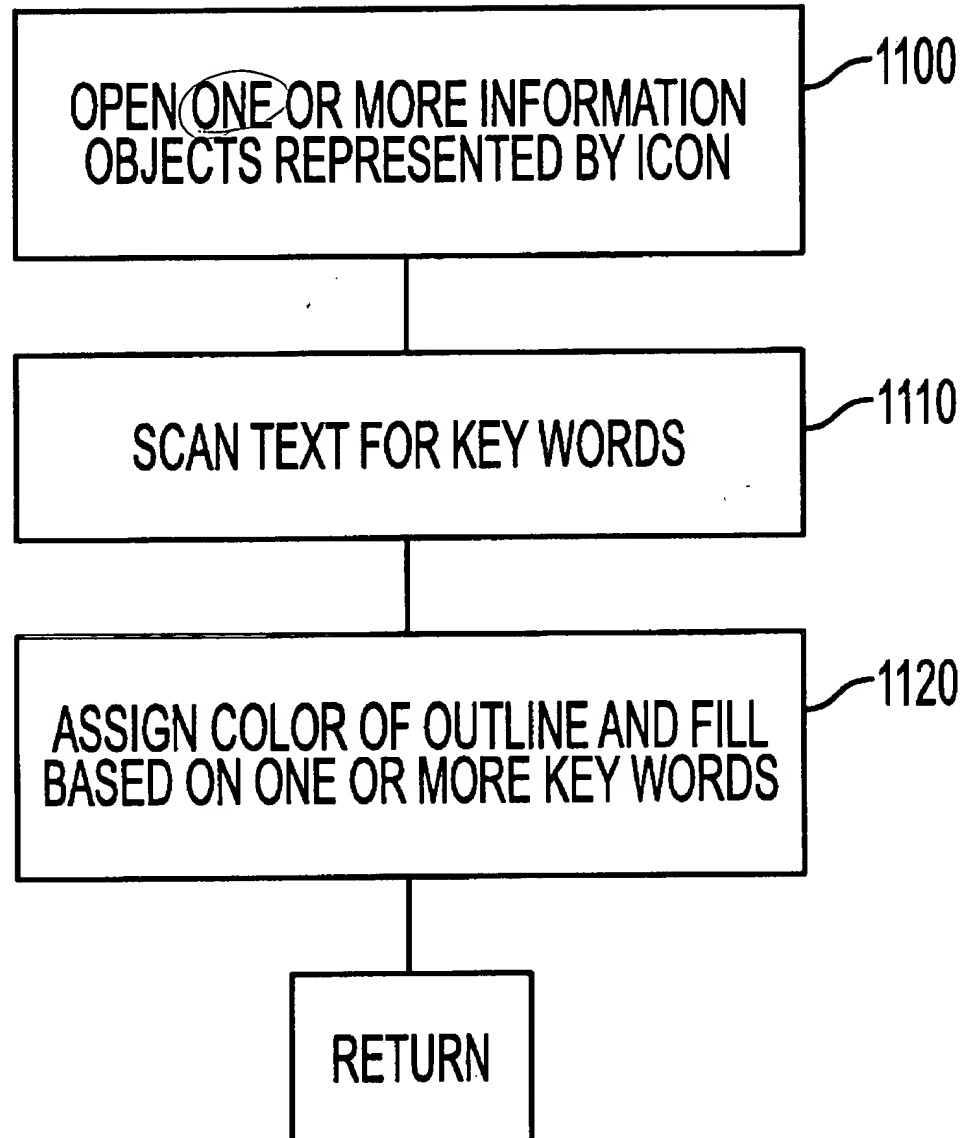 OPEN ONE OR MORE INFORMATION
OBJECTS REPRESENTED BY ICON
1100
SCAN TEXT FOR KEY WORDS
1110
ASSIGN COLOR OF OUTLINE AND FILL
BASED ON ONE OR MORE KEY WORDS
1120
RETURN